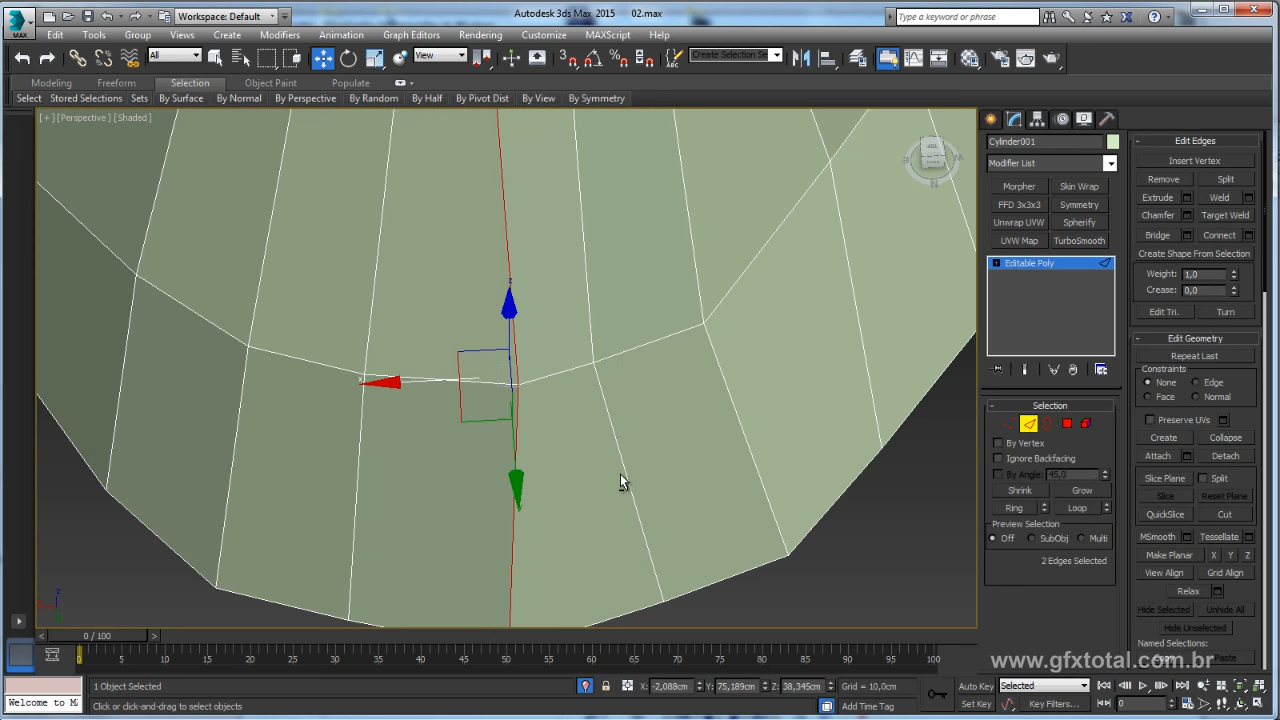 Autodesk 3ds Max 2015 02.max
Workspace: Default
Type a keyword or phrase
MAX
Edit Tools Group Views Create Modifiers Animation Graph Editors Rendering Customize MAXScript Help
All View Create Selection Se
Modeling Freeform Selection Object Paint Populate
Select Stored Selections Sets By Surface By Normal By Perspective By Random By Half By Pivot Dist By View By Symmetry
[ + ] [Perspective ] [Shaded ]
Cylinder001
Modifier List
Morpher Skin Wrap
FFD 3x3x3 Symmetry
Unwrap UVW Spherify
UVW Map TurboSmooth
Editable Poly
Selection
By Vertex
Ignore Backfacing
By Angle: 45,0
Shrink Grow
Ring Loop
Preview Selection
Off SubObj Multi
2 Edges Selected
Edit Edges
Insert Vertex
Remove Split
Extrude Weld
Chamfer Target Weld
Bridge Connect
Create Shape From Selection
Weight: 1,0
Crease: 0,0
Edit Tri. Turn
Edit Geometry
Repeat Last
Constraints
None Edge
Face Normal
Preserve UVs
Create Collapse
Attach Detach
Slice Plane Split
Slice Reset Plane
QuickSlice Cut
MSmooth Tessellate
Make Planar X Y Z
View Align Grid Align
Relax
Hide Selected Unhide All
Hide Unselected
Named Selections:
Copy Paste
z
x
N
0 / 100
0 5 10 15 20 25 30 35 40 45 50 55 60 65 70 75 80 85 90 95 100
www.gfxtotal.com.br
1 Object Selected X: -2,088cm Y: 75,189cm Z: 38,345cm Grid = 10,0cm Auto Key Selected
Welcome to M Click or click-and-drag to select objects Add Time Tag Set Key Key Filters... 0